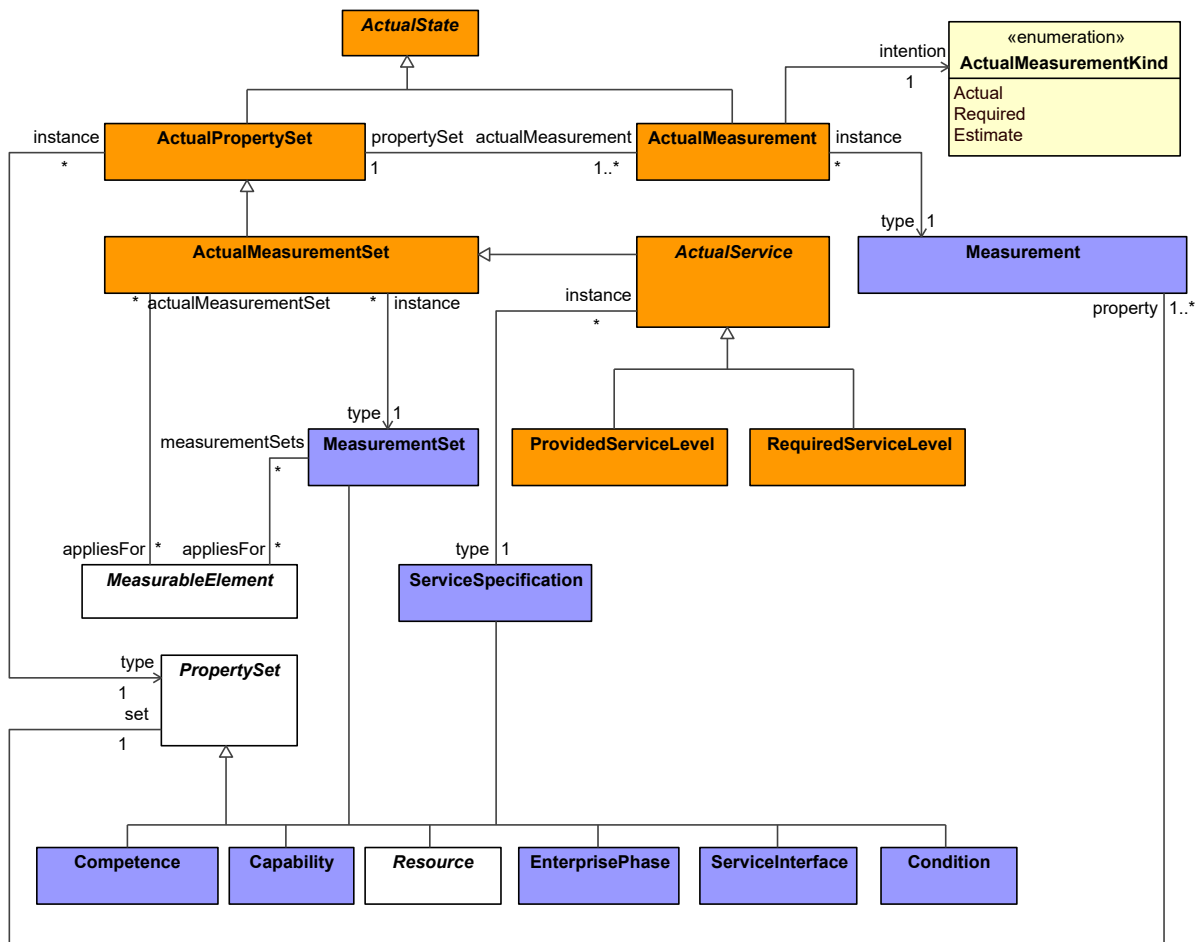 ActualState
«enumeration»
ActualMeasurementKind
Actual
Required
Estimate
intention
1
instance
*
ActualPropertySet
propertySet
1
actualMeasurement
1..*
ActualMeasurement
instance
*
type
1
ActualMeasurementSet
ActualService
Measurement
*
actualMeasurementSet
*
instance
instance
*
property
1..*
type
1
measurementSets
*
MeasurementSet
ProvidedServiceLevel
RequiredServiceLevel
appliesFor
*
appliesFor
*
type
1
MeasurableElement
ServiceSpecification
type
1
PropertySet
set
1
Competence
Capability
Resource
EnterprisePhase
ServiceInterface
Condition